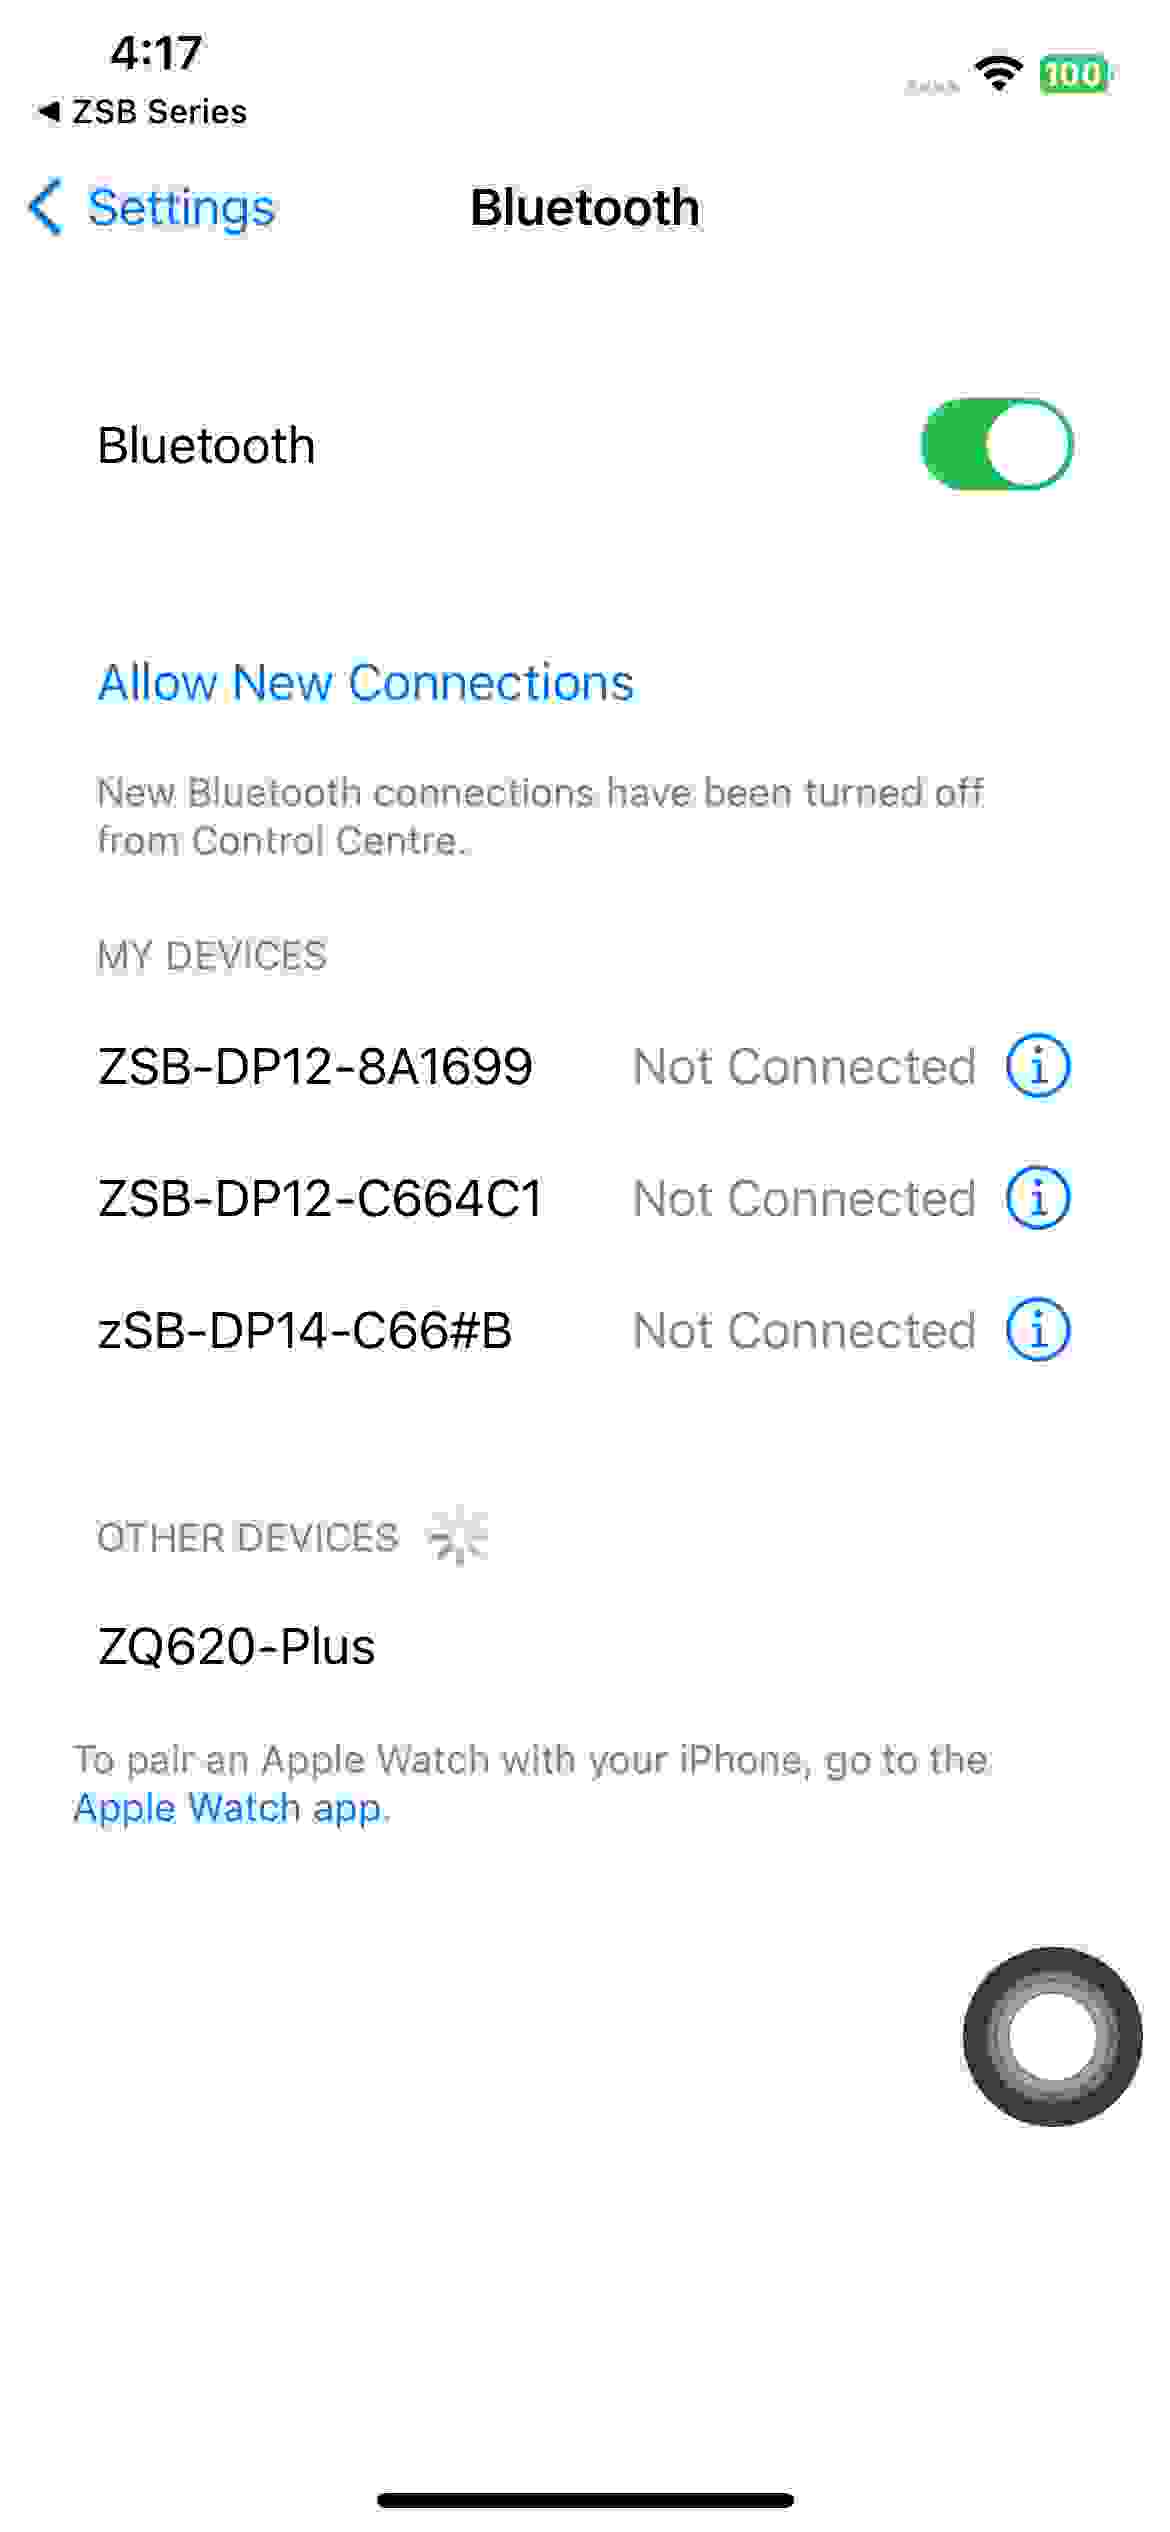 4:17
100
◀ ZSB Series
Settings
Bluetooth
Bluetooth
Allow New Connections
New Bluetooth connections have been turned off
from Control Centre.
MY DEVICES
ZSB-DP12-8A1699 Not Connected
ZSB-DP12-C664C1 Not Connected
zSB-DP14-C66#B Not Connected
OTHER DEVICES
ZQ620-Plus
To pair an Apple Watch with your iPhone, go to the
Apple Watch app.